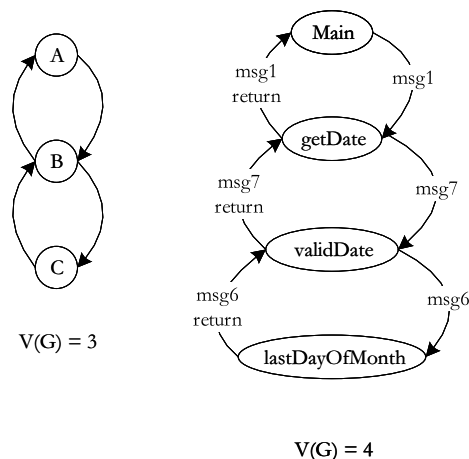 A
B
C
V(G) = 3
Main
msg1
return
msg1
getDate
msg7
return
msg7
validDate
msg6
return
msg6
lastDayOfMonth
V(G) = 4